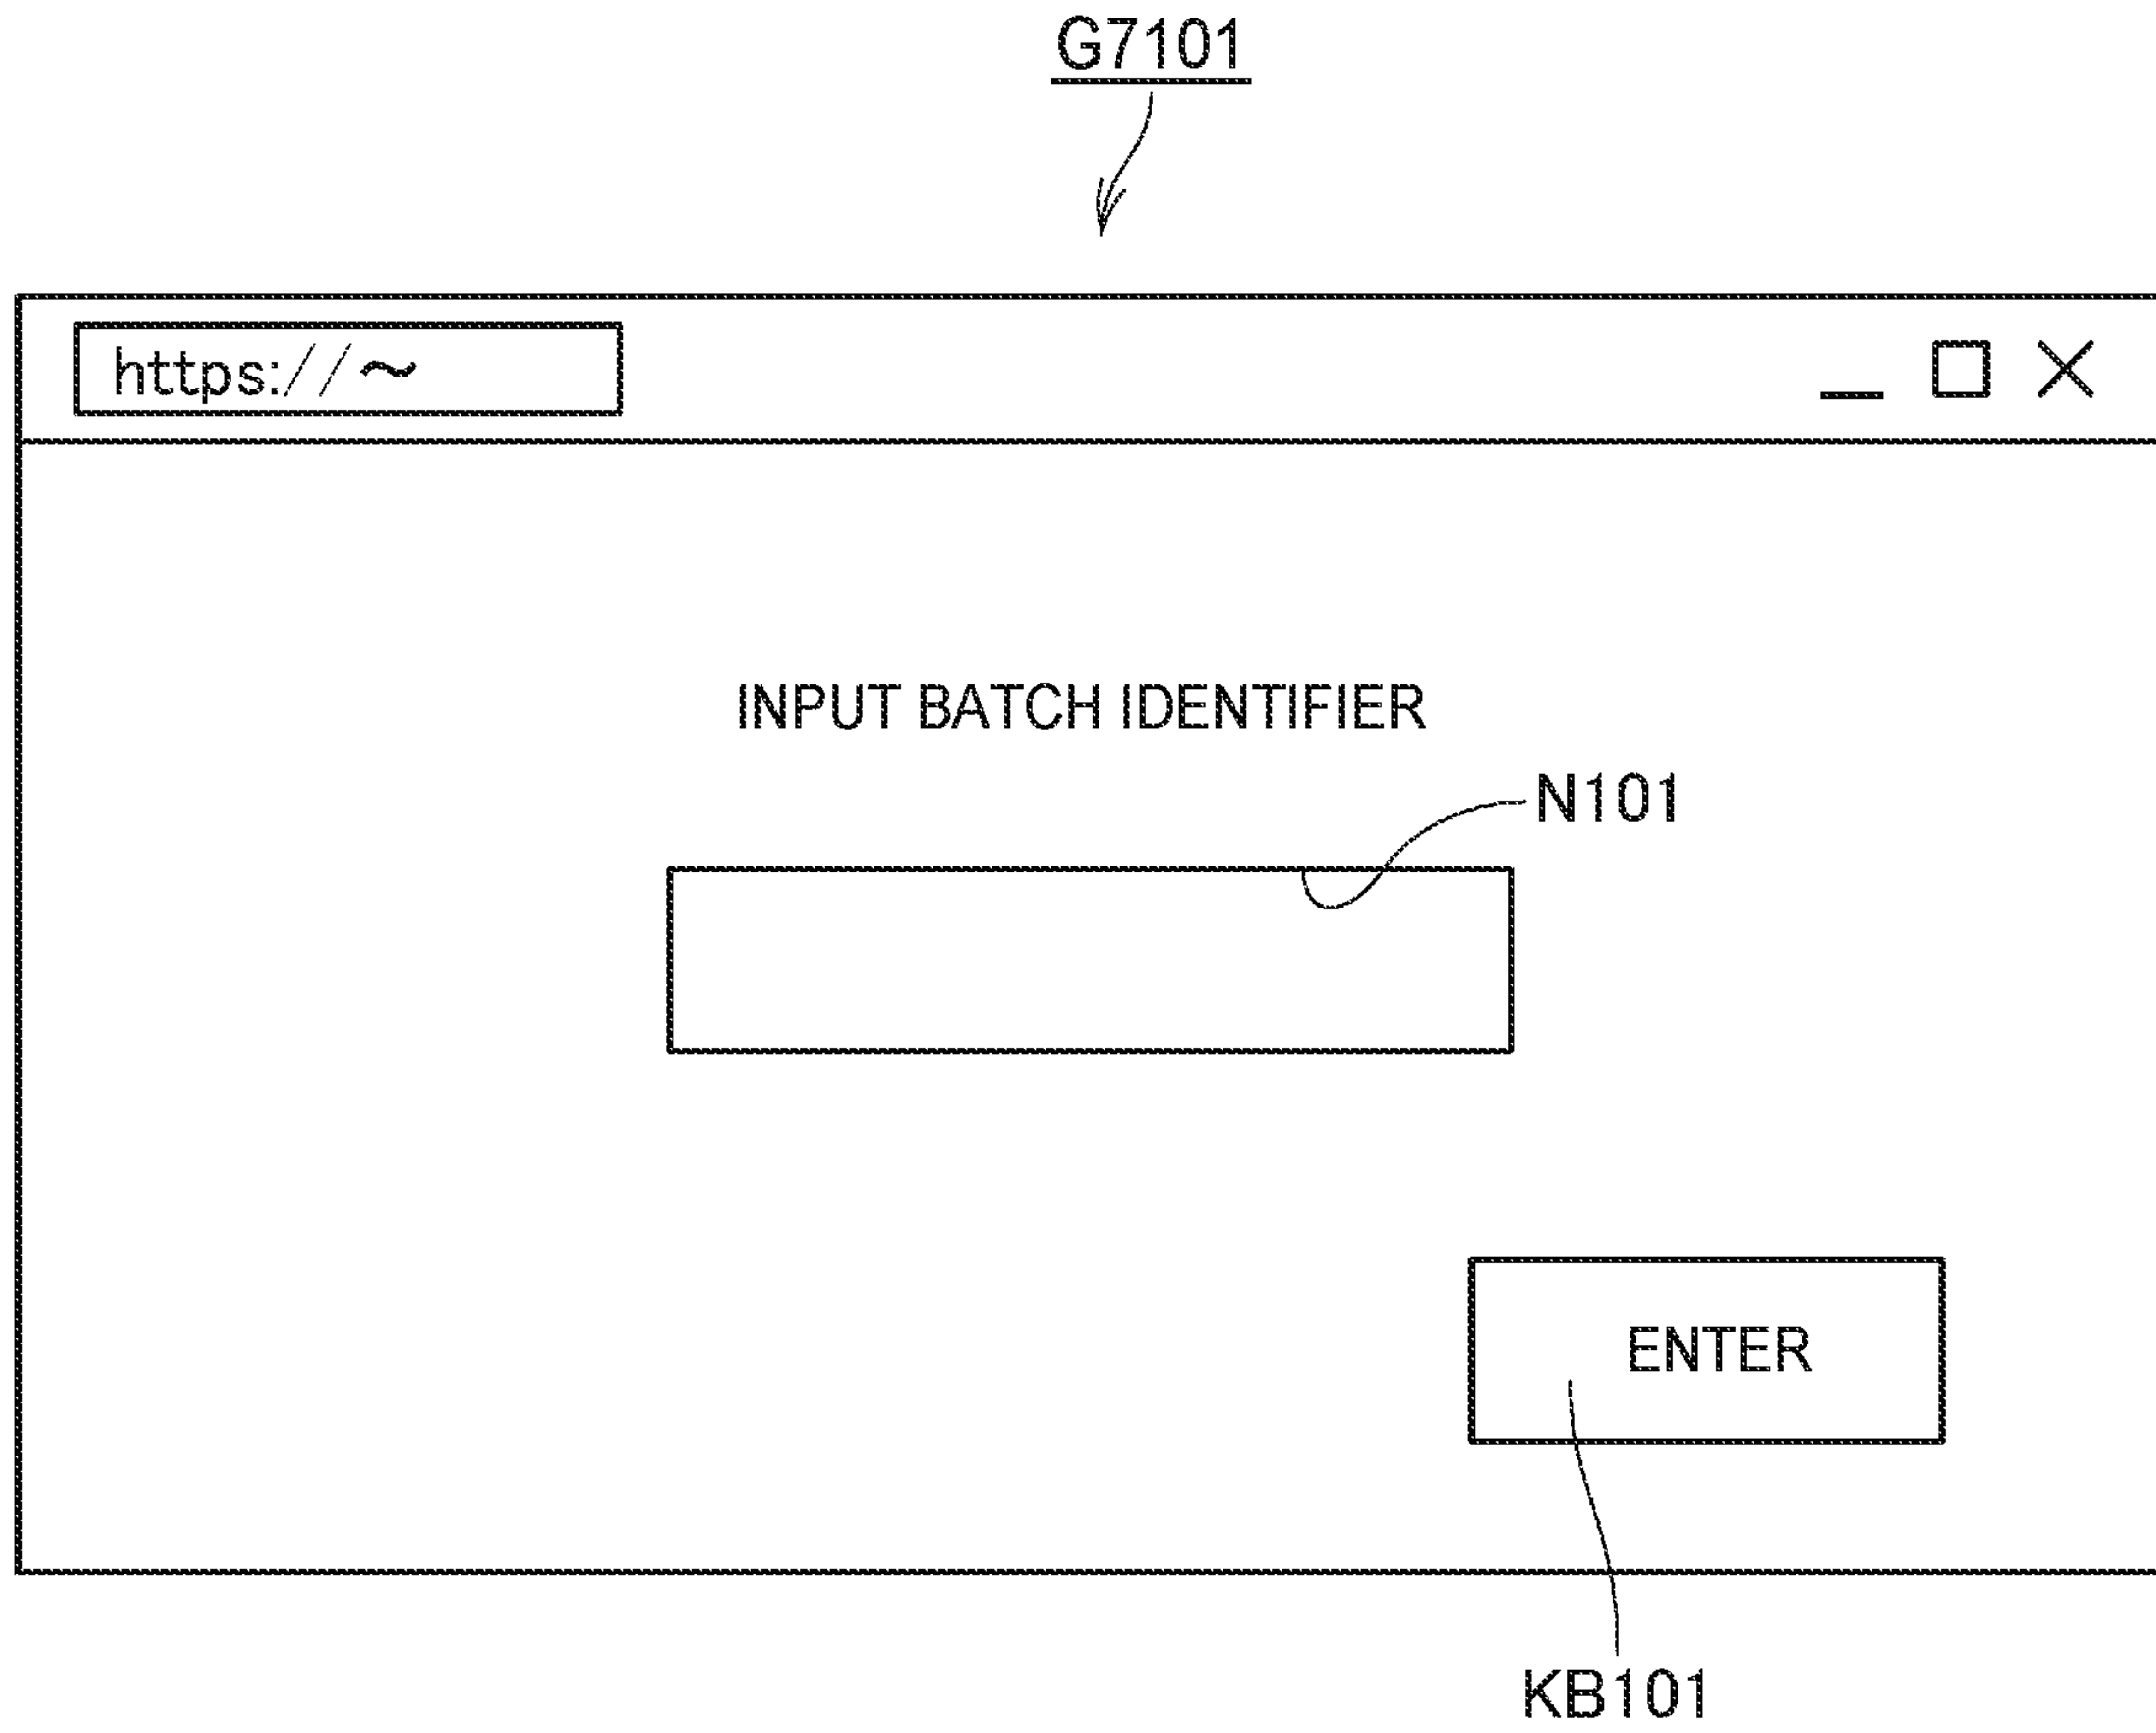 G7101
https://~
INPUT BATCH IDENTIFIER
N101
ENTER
KB101